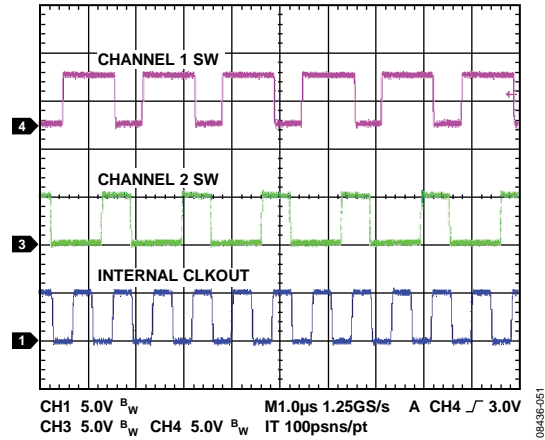 CHANNEL 1 SW
4
CHANNEL 2 SW
3
INTERNAL CLKOUT
1
CH1 5.0V BW M1.0µs 1.25GS/s A CH4 3.0V
CH3 5.0V BW CH4 5.0V BW IT 100psns/pt
08436-051